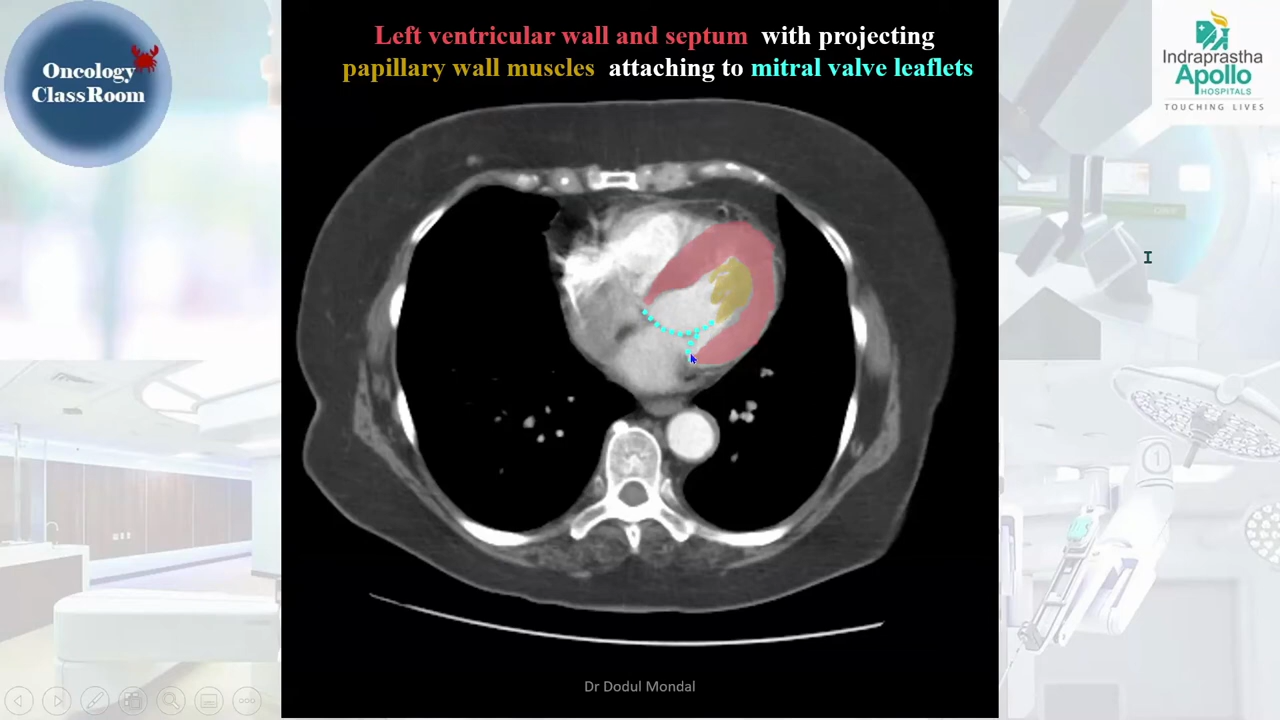 Oncology
ClassRoom
Left ventricular wall and septum with projecting
papillary wall muscles attaching to mitral valve leaflets
Indraprastha
Apollo
HOSPITALS
TOUCHING LIVES
1
Dr Dodul Mondal